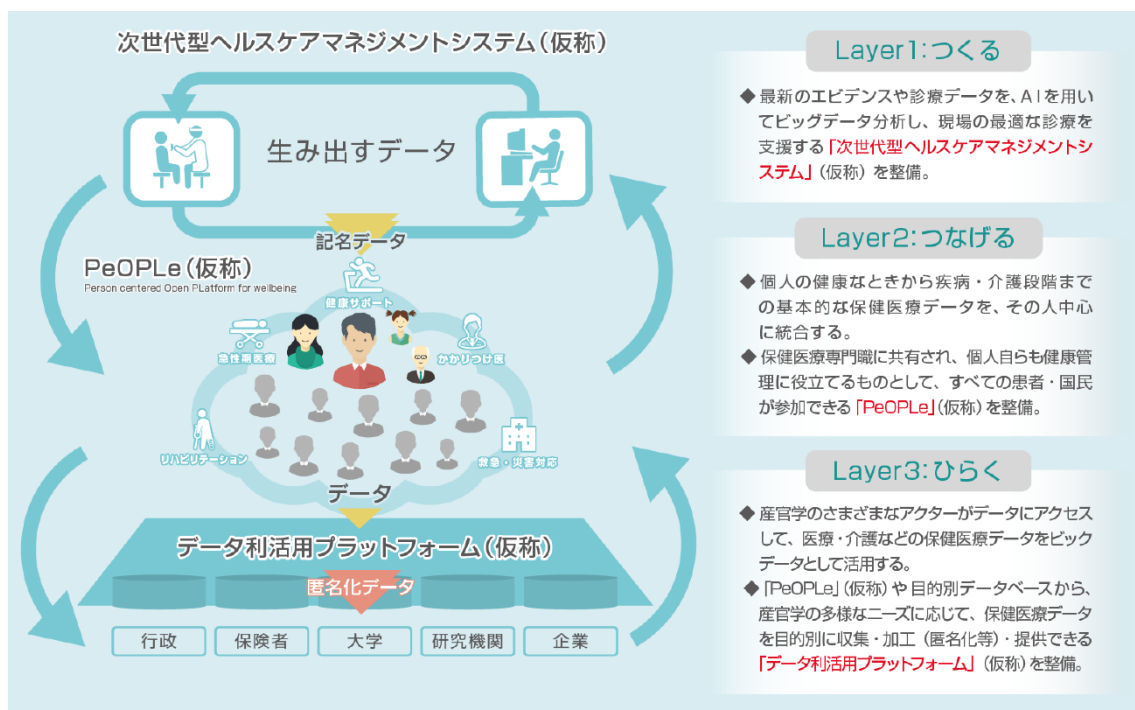 次世代型ヘルスケアマネジメントシステム(仮称)
生み出すデータ
記名データ
PeOPLe(仮称)
Person centered Open PLatform for wellbeing
健康サポート
急性期医療
かかりつけ医
リハビリテーション
救急・災害対応
データ
データ利活用プラットフォーム(仮称)
匿名化データ
行政
保険者
大学
研究機関
企業
Layer1:つくる
◆ 最新のエビデンスや診療データを、AIを用い
てビッグデータ分析し、現場の最適な診療を
支援する「次世代型ヘルスケアマネジメントシ
ステム」(仮称)を整備。
Layer2:つなげる
◆ 個人の健康なときから疾病・介護段階まで
の基本的な保健医療データを、その人中心
に統合する。
◆ 保健医療専門職に共有され、個人自らも健康管
理に役立てるものとして、すべての患者・国民
が参加できる「PeOPLe」(仮称)を整備。
Layer3:ひらく
◆ 産官学のさまざまなアクターがデータにアクセス
して、医療・介護などの保健医療データをビック
データとして活用する。
◆ 「PeOPLe」(仮称)や目的別データベースから、
産官学の多様なニーズに応じて、保健医療データ
を目的別に収集・加工(匿名化等)・提供できる
「データ利活用プラットフォーム」(仮称)を整備。